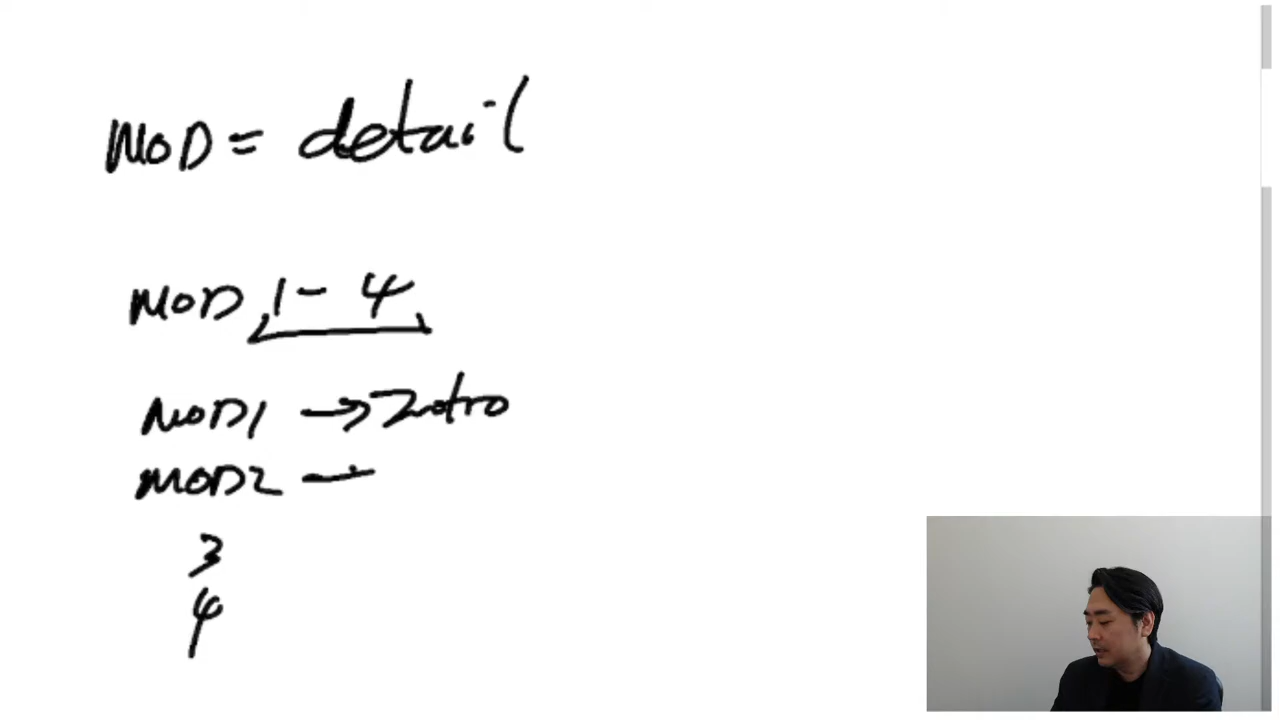 MOD = detail
MOD 1 - 4
MOD1 → Intro
MOD2 →
3
4